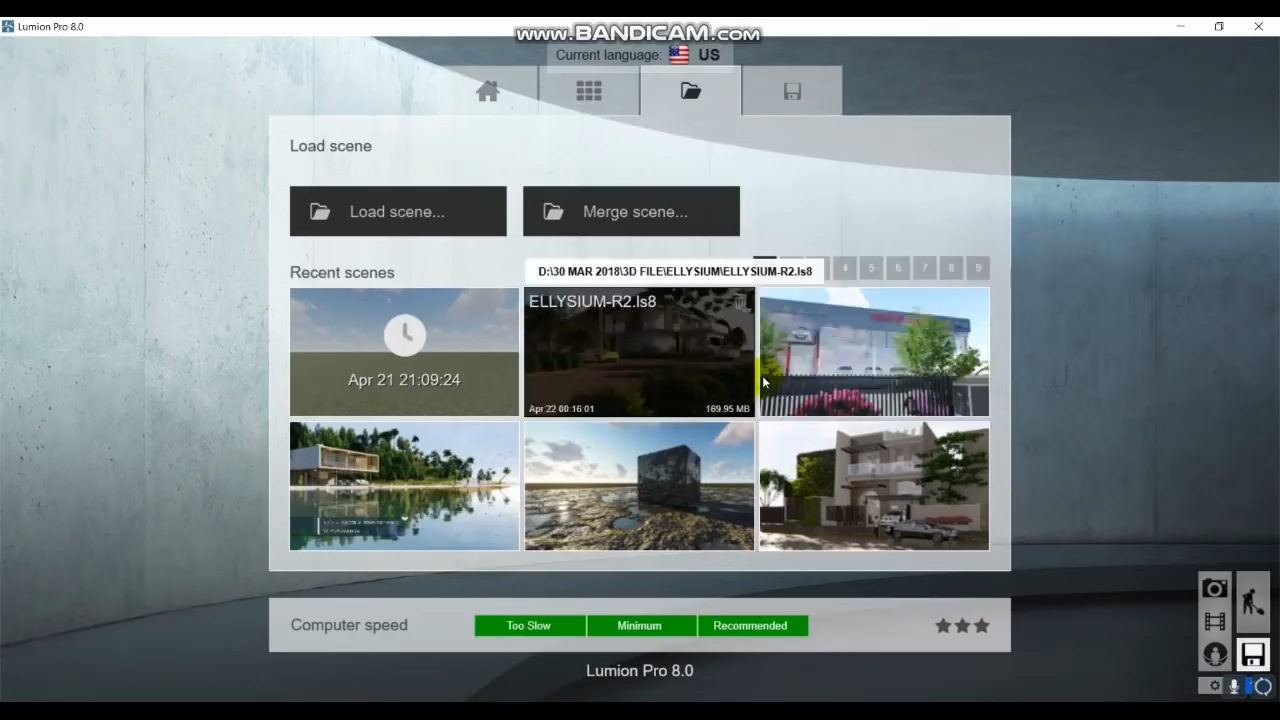 Lumion Pro 8.0
www.BANDICAM.com
Current language: US
Load scene
Load scene...
Merge scene...
Recent scenes
D:\30 MAR 2018\3D FILE\ELLYSIUM\ELLYSIUM-R2.ls8
4 5 6 7 8 9
ELLYSIUM-R2.ls8
Apr 21 21:09:24
Apr 22 00:16:01
169.95 MB
Computer speed
Too Slow
Minimum
Recommended
Lumion Pro 8.0